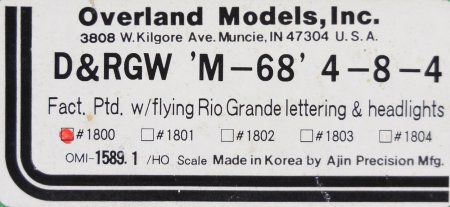 Overland Models, Inc.
3808 W. Kilgore Ave. Muncie, IN 47304 U. S. A.
D&RGW 'M-68' 4-8-4
Fact. Ptd. w/flying Rio Grande lettering & headlights
#1800 #1801 #1802 #1803 #1804
OMI-1589.1 /HO Scale Made in Korea by Ajin Precision Mfg.